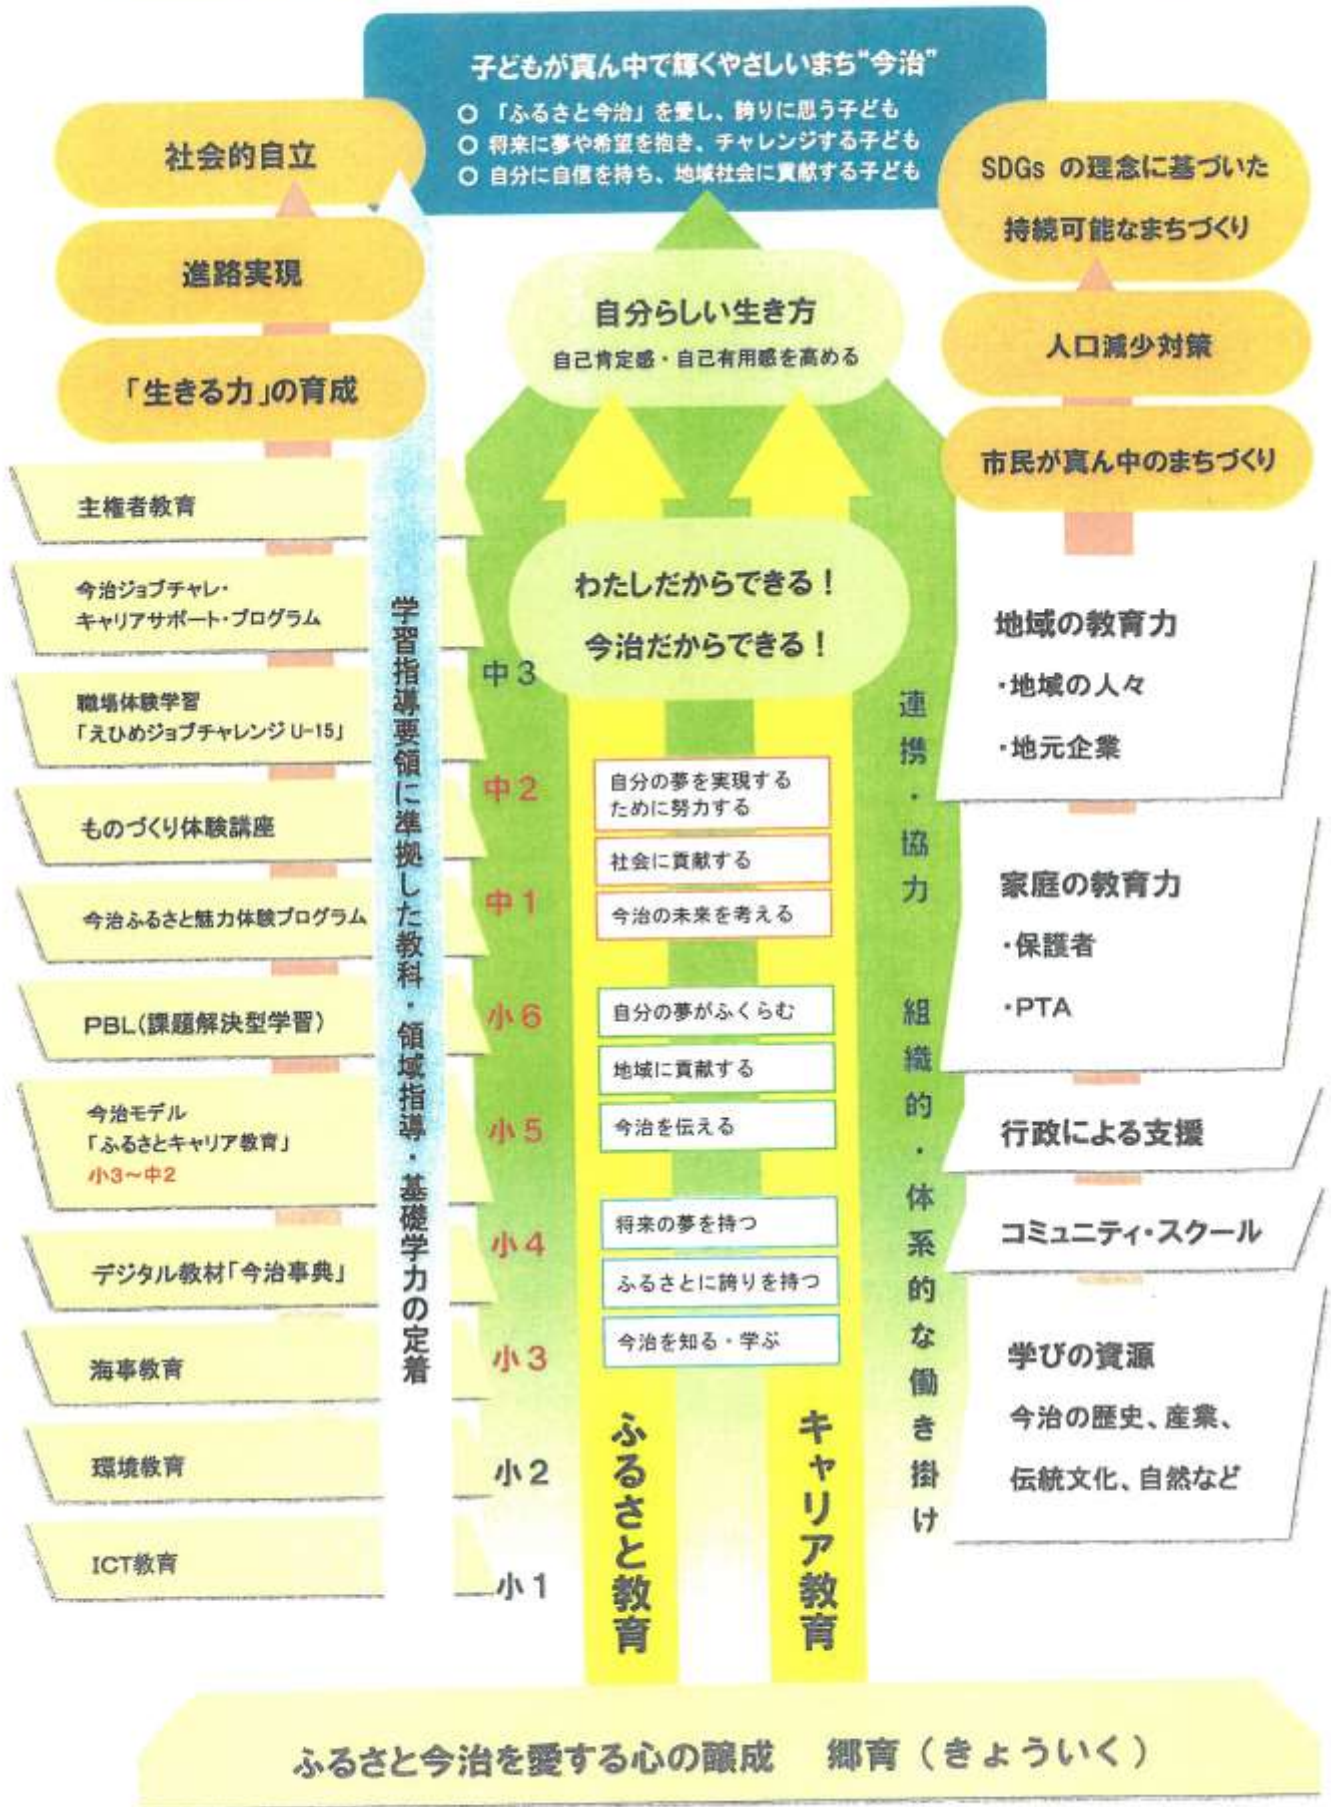 子どもが真ん中で輝くやさしいまち"今治"
○ 「ふるさと今治」を愛し、誇りに思う子ども
○ 将来に夢や希望を抱き、チャレンジする子ども
○ 自分に自信を持ち、地域社会に貢献する子ども
社会的自立
進路実現
「生きる力」の育成
主権者教育
今治ジョブチャレ・
キャリアサポート・プログラム
職場体験学習
「えひめジョブチャレンジ U-15」
ものづくり体験講座
今治ふるさと魅力体験プログラム
PBL(課題解決型学習)
今治モデル
「ふるさとキャリア教育」
小3～中2
デジタル教材「今治事典」
海事教育
環境教育
ICT教育
学習指導要領に準拠した教科・領域指導・基礎学力の定着
中3
中2
中1
小6
小5
小4
小3
小2
小1
自分らしい生き方
自己肯定感・自己有用感を高める
わたしだからできる！
今治だからできる！
自分の夢を実現する
ために努力する
社会に貢献する
今治の未来を考える
自分の夢がふくらむ
地域に貢献する
今治を伝える
将来の夢を持つ
ふるさとに誇りを持つ
今治を知る・学ぶ
ふるさと教育
キャリア教育
連携・協力　組織的・体系的な働き掛け
SDGs の理念に基づいた
持続可能なまちづくり
人口減少対策
市民が真ん中のまちづくり
地域の教育力
・地域の人々
・地元企業
家庭の教育力
・保護者
・PTA
行政による支援
コミュニティ・スクール
学びの資源
今治の歴史、産業、
伝統文化、自然など
ふるさと今治を愛する心の醸成　郷育（きょういく）